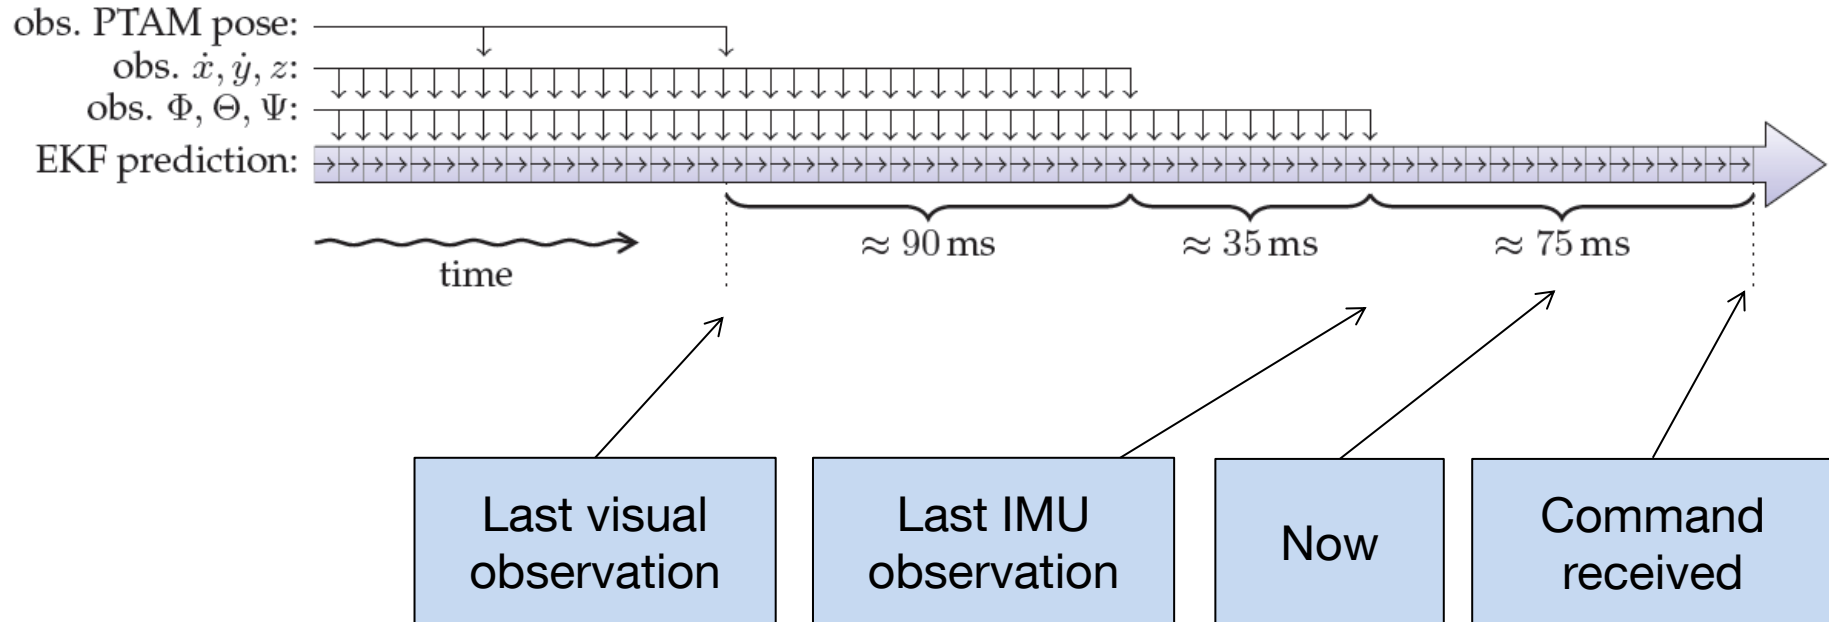 obs. PTAM pose:
obs. ẋ, ẏ, z:
obs. Φ, Θ, Ψ:
EKF prediction:
≈ 90 ms
≈ 35 ms
≈ 75 ms
time
Last visual
observation
Last IMU
observation
Now
Command
received